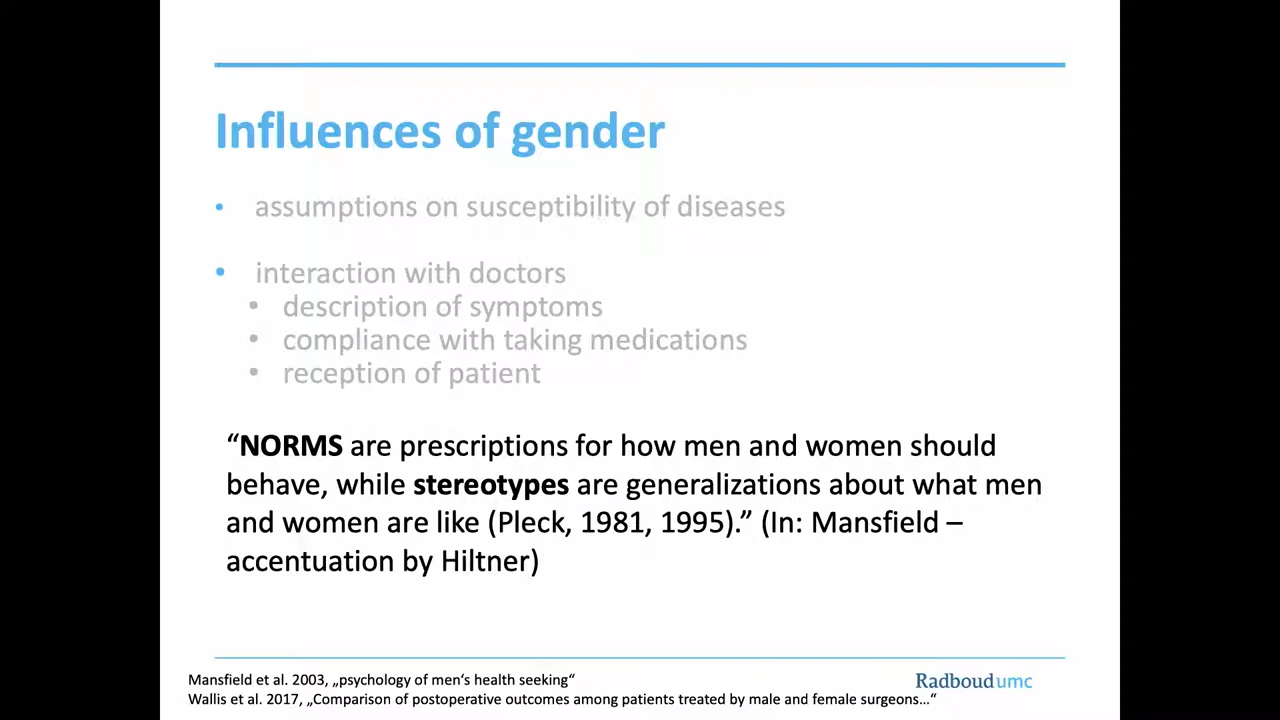 Influences of gender
• assumptions on susceptibility of diseases
• interaction with doctors
• description of symptoms
• compliance with taking medications
• reception of patient
“NORMS are prescriptions for how men and women should
behave, while stereotypes are generalizations about what men
and women are like (Pleck, 1981, 1995).” (In: Mansfield –
accentuation by Hiltner)
Mansfield et al. 2003, „psychology of men‘s health seeking“
Wallis et al. 2017, „Comparison of postoperative outcomes among patients treated by male and female surgeons…“
Radboudumc